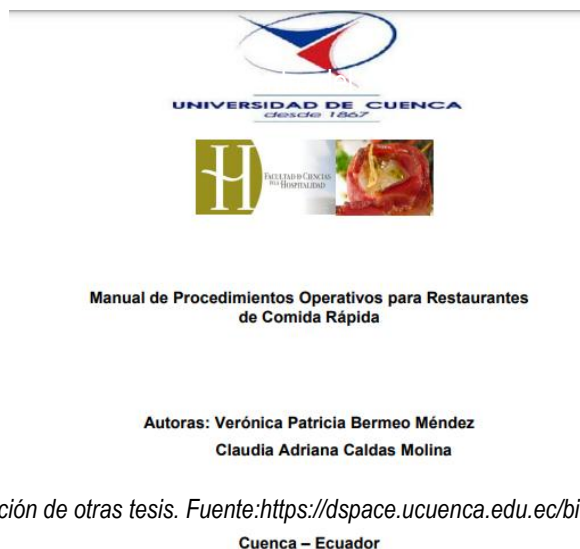 UNIVERSIDAD DE CUENCA
desde 1867
H
FACULTAD DE CIENCIAS
DE LA HOSPITALIDAD
Manual de Procedimientos Operativos para Restaurantes
de Comida Rápida
Autoras: Verónica Patricia Bermeo Méndez
Claudia Adriana Caldas Molina
ción de otras tesis. Fuente:https://dspace.ucuenca.edu.ec/bi
Cuenca – Ecuador